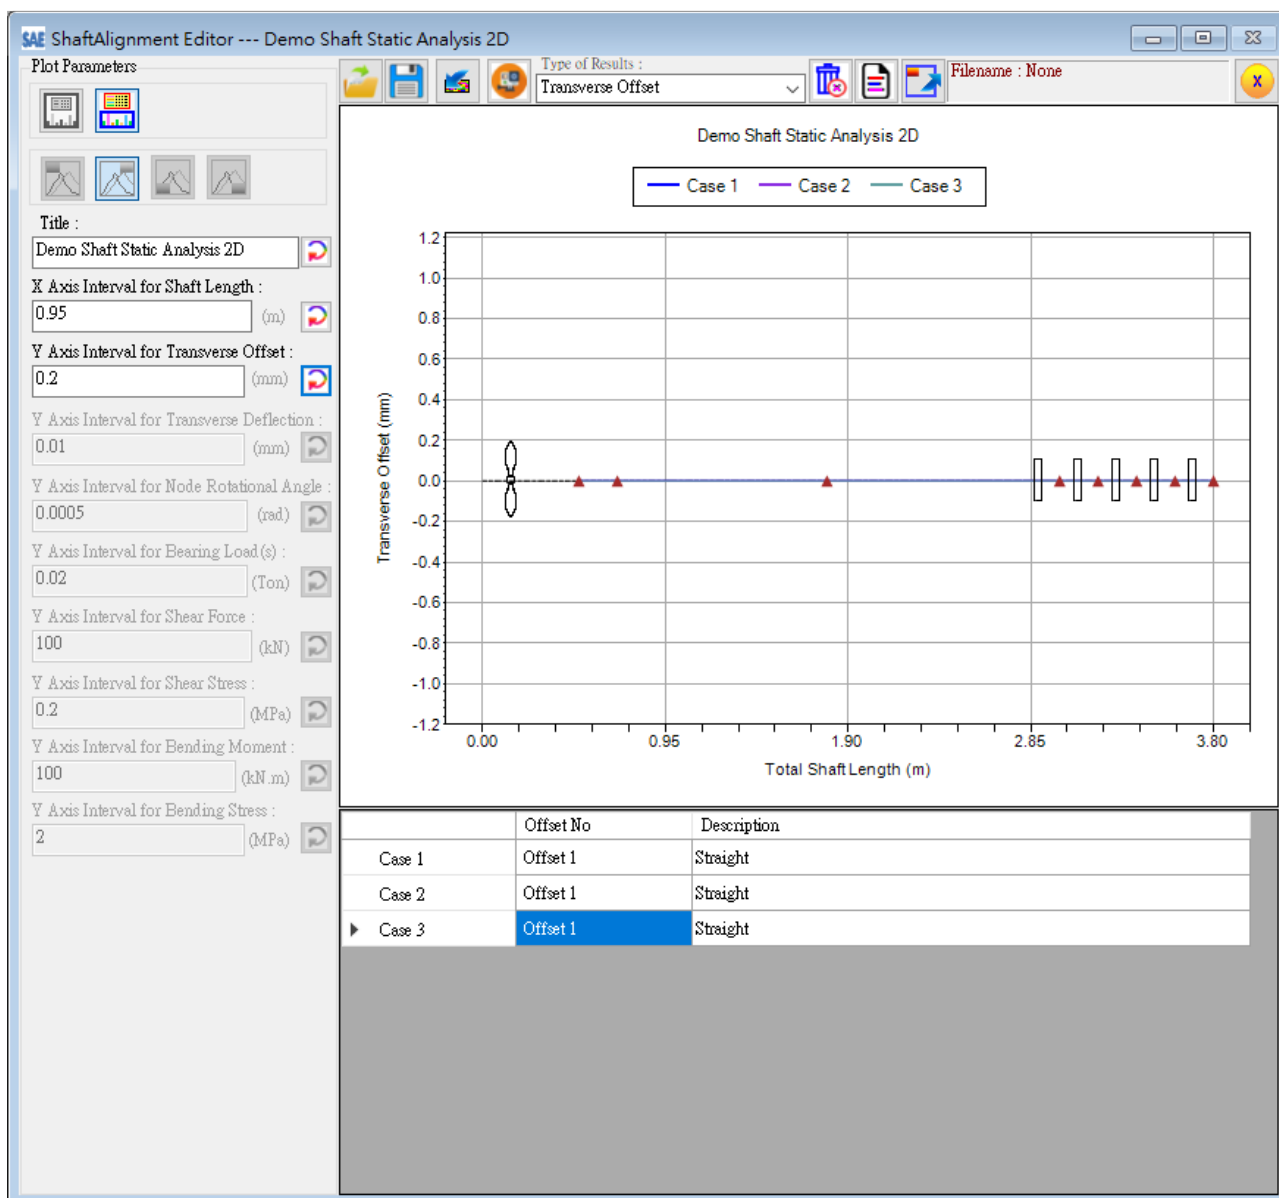 SAE ShaftAlignment Editor --- Demo Shaft Static Analysis 2D
Plot Parameters
Type of Results :
Transverse Offset
Filename : None
X
Title :
Demo Shaft Static Analysis 2D
X Axis Interval for Shaft Length :
0.95 (m)
Y Axis Interval for Transverse Offset :
0.2 (mm)
Y Axis Interval for Transverse Deflection :
0.01 (mm)
Y Axis Interval for Node Rotational Angle :
0.0005 (rad)
Y Axis Interval for Bearing Load(s) :
0.02 (Ton)
Y Axis Interval for Shear Force :
100 (kN)
Y Axis Interval for Shear Stress :
0.2 (MPa)
Y Axis Interval for Bending Moment :
100 (kN.m)
Y Axis Interval for Bending Stress :
2 (MPa)
Demo Shaft Static Analysis 2D
Case 1 Case 2 Case 3
1.2
1.0
0.8
0.6
0.4
0.2
0.0
-0.2
-0.4
-0.6
-0.8
-1.0
-1.2
Transverse Offset (mm)
0.00 0.95 1.90 2.85 3.80
Total Shaft Length (m)
Offset No Description
Case 1 Offset 1 Straight
Case 2 Offset 1 Straight
Case 3 Offset 1 Straight